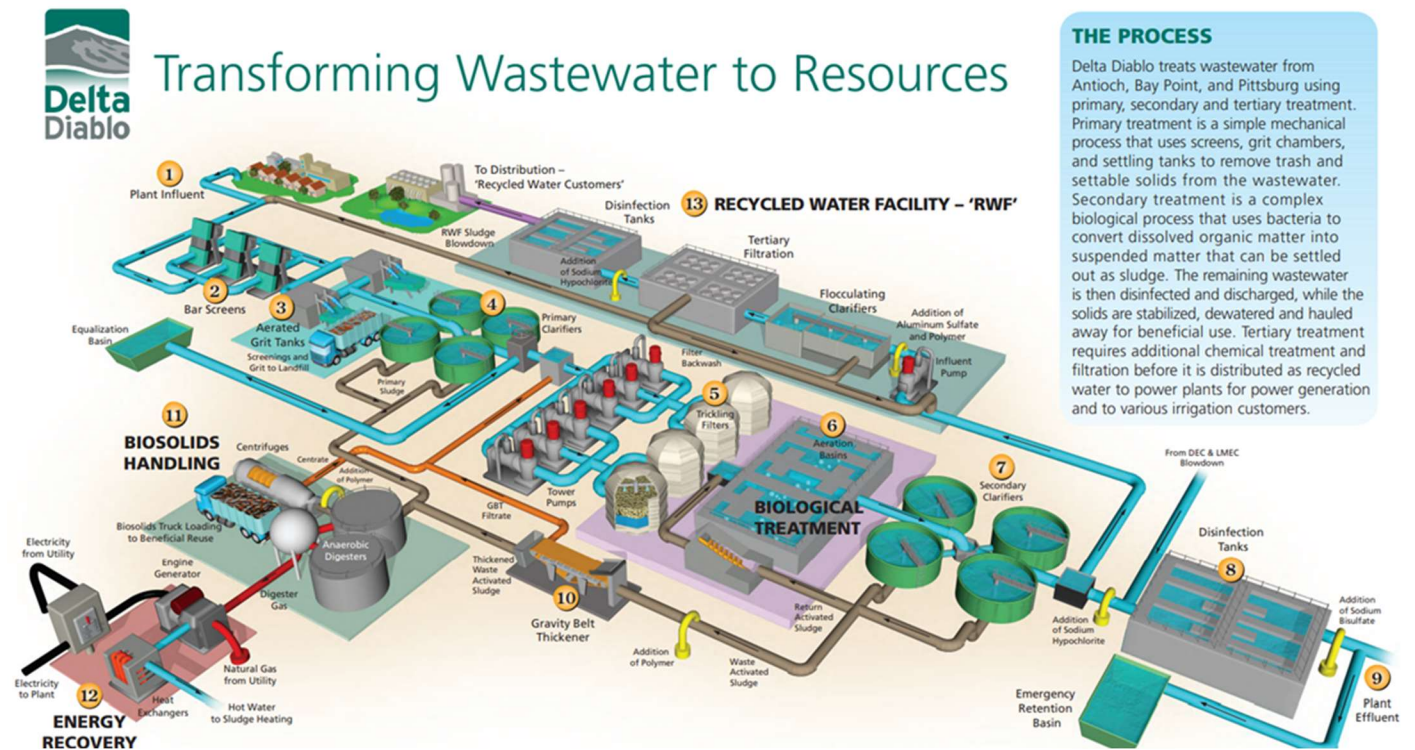 Delta
Diablo
Transforming Wastewater to Resources
THE PROCESS
Delta Diablo treats wastewater from
Antioch, Bay Point, and Pittsburg using
primary, secondary and tertiary treatment.
Primary treatment is a simple mechanical
process that uses screens, grit chambers,
and settling tanks to remove trash and
settable solids from the wastewater.
Secondary treatment is a complex
biological process that uses bacteria to
convert dissolved organic matter into
suspended matter that can be settled
out as sludge. The remaining wastewater
is then disinfected and discharged, while the
solids are stabilized, dewatered and hauled
away for beneficial use. Tertiary treatment
requires additional chemical treatment and
filtration before it is distributed as recycled
water to power plants for power generation
and to various irrigation customers.
1
Plant Influent
To Distribution –
'Recycled Water Customers'
RWF Sludge
Blowdown
Disinfection
Tanks
13 RECYCLED WATER FACILITY – 'RWF'
Addition
of Sodium
Hypochlorite
Tertiary
Filtration
Flocculating
Clarifiers
Addition of
Aluminum Sulfate
and Polymer
Influent
Pump
Filter
Backwash
2
Bar Screens
3
Aerated
Grit Tanks
Screenings and
Grit to Landfill
4
Primary
Clarifiers
Equalization
Basin
Primary
Sludge
5
Trickling
Filters
6
Aeration
Basins
BIOLOGICAL
TREATMENT
7
Secondary
Clarifiers
From DEC & LMEC
Blowdown
Disinfection
Tanks
8
Addition
of Sodium
Hypochlorite
Addition
of Sodium
Bisulfate
9
Plant
Effluent
Emergency
Retention
Basin
Tower
Pumps
GBT
Filtrate
Thickened
Waste
Activated
Sludge
10
Gravity Belt
Thickener
Addition
of Polymer
Waste
Activated
Sludge
Return
Activated
Sludge
11
BIOSOLIDS
HANDLING
Centrifuges
Centrate
Addition
of Polymer
Biosolids Truck Loading
to Beneficial Reuse
Anaerobic
Digesters
Digester
Gas
Electricity
from Utility
Engine
Generator
Natural Gas
from Utility
Electricity
to Plant
Heat
Exchangers
Hot Water
to Sludge Heating
12
ENERGY
RECOVERY